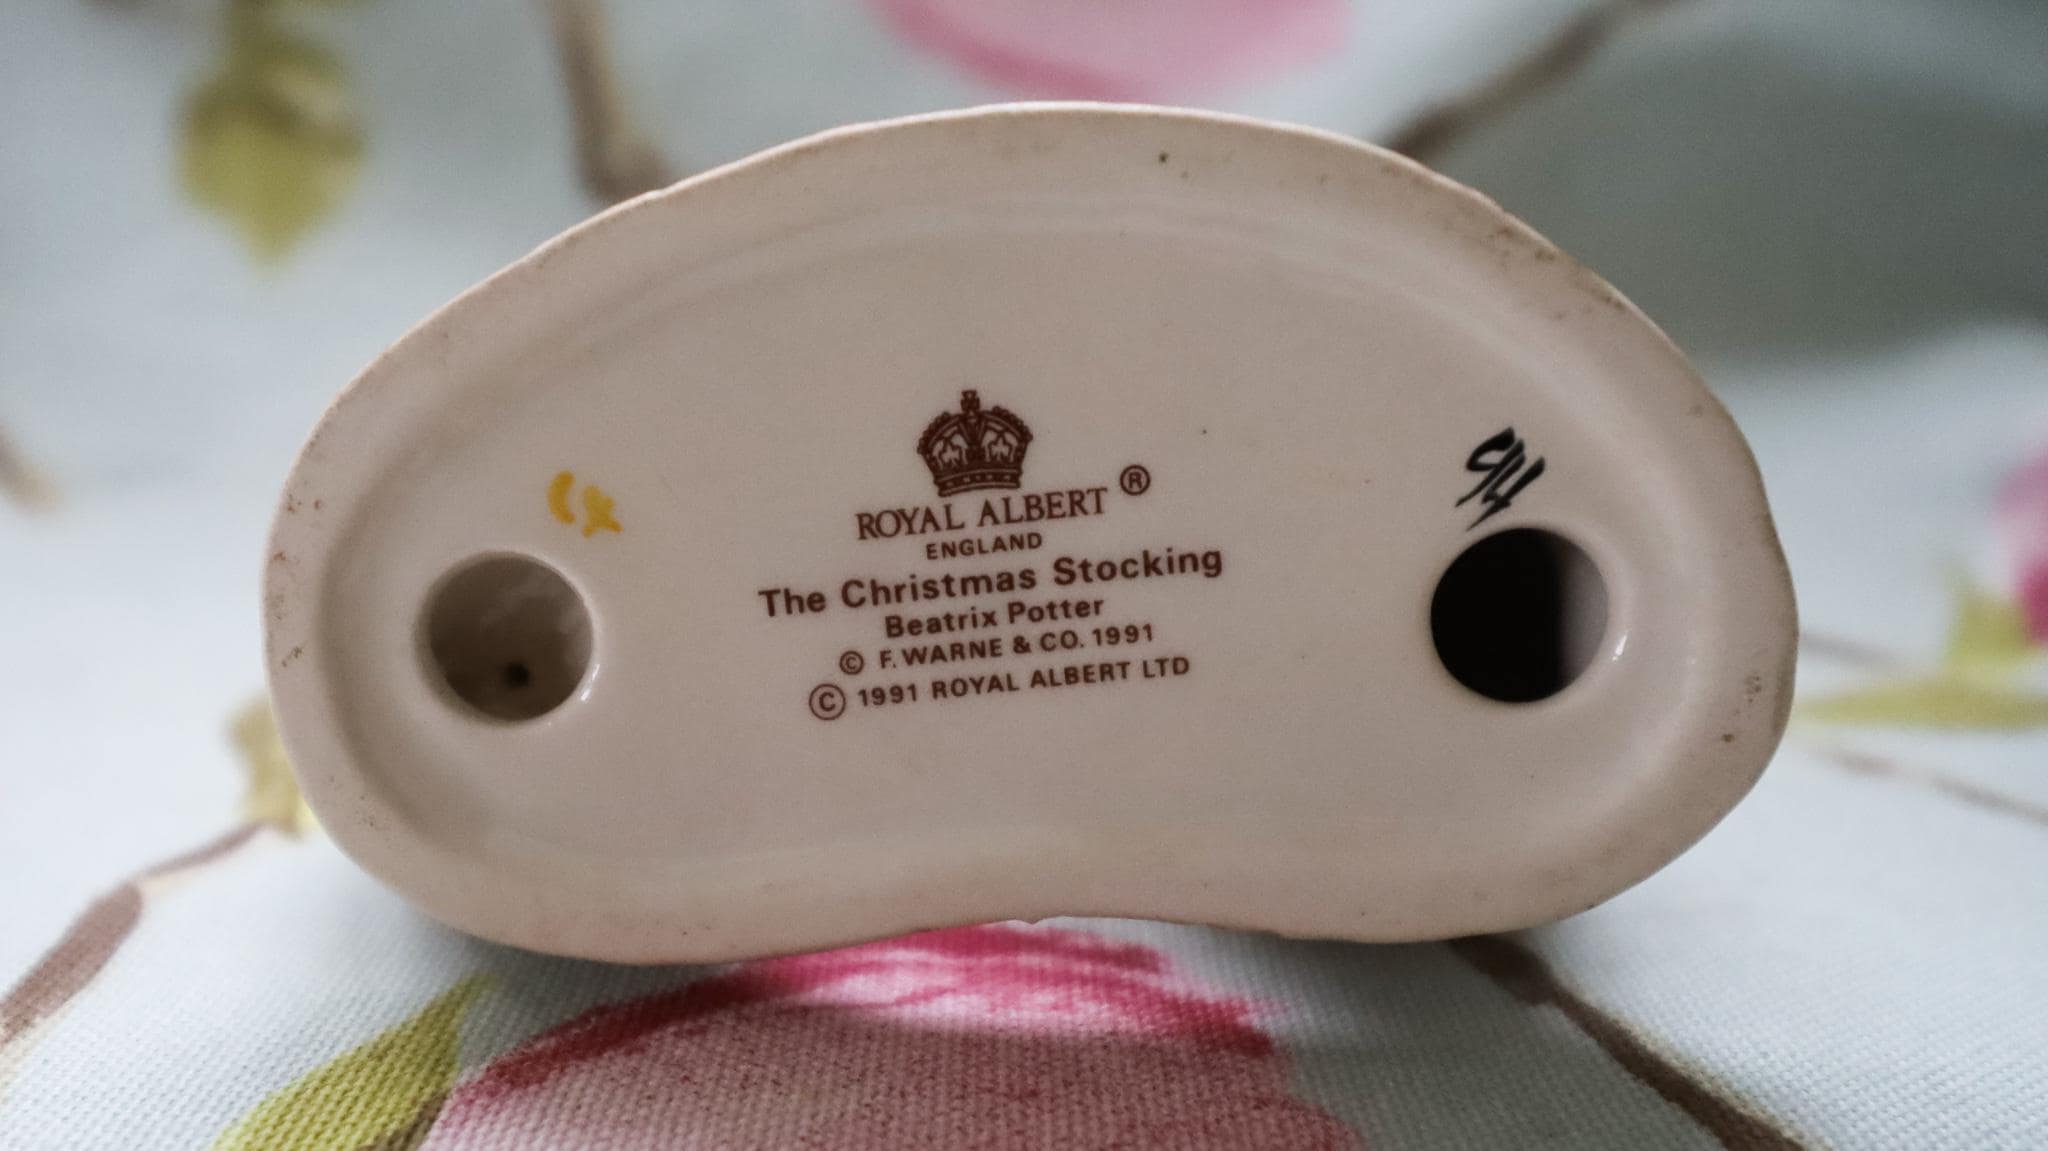 ROYAL ALBERT ®
ENGLAND
The Christmas Stocking
Beatrix Potter
© F. WARNE & CO. 1991
© 1991 ROYAL ALBERT LTD